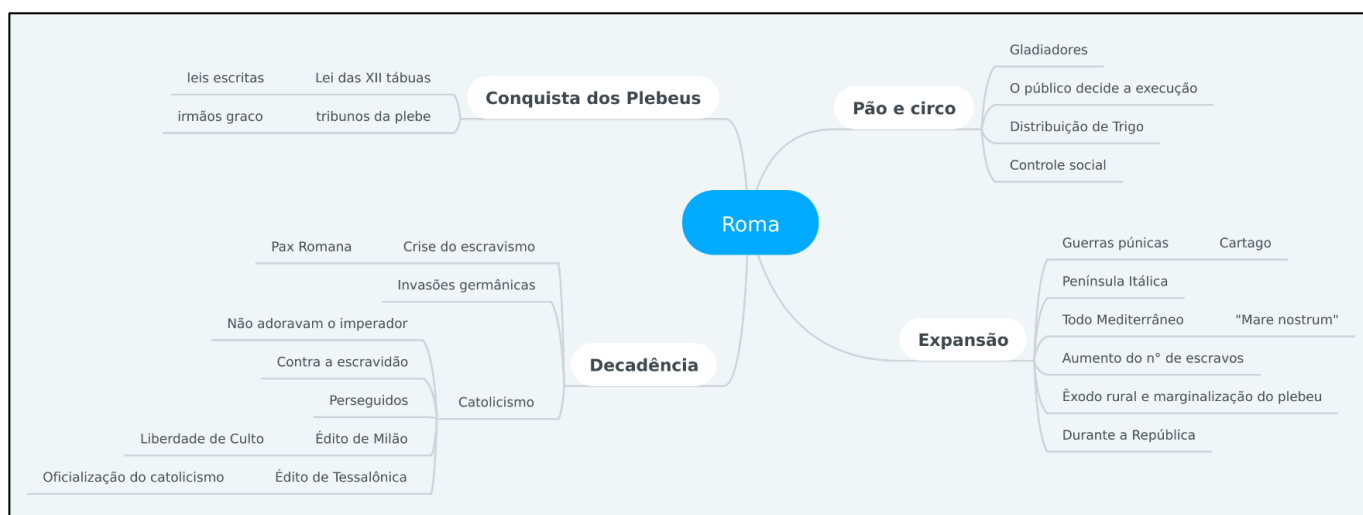 Roma
Conquista dos Plebeus
Lei das XII tábuas
leis escritas
tribunos da plebe
irmãos graco
Decadência
Crise do escravismo
Pax Romana
Invasões germânicas
Catolicismo
Não adoravam o imperador
Contra a escravidão
Perseguidos
Édito de Milão
Liberdade de Culto
Édito de Tessalônica
Oficialização do catolicismo
Pão e circo
Gladiadores
O público decide a execução
Distribuição de Trigo
Controle social
Expansão
Guerras púnicas
Cartago
Península Itálica
Todo Mediterrâneo
"Mare nostrum"
Aumento do n° de escravos
Êxodo rural e marginalização do plebeu
Durante a República